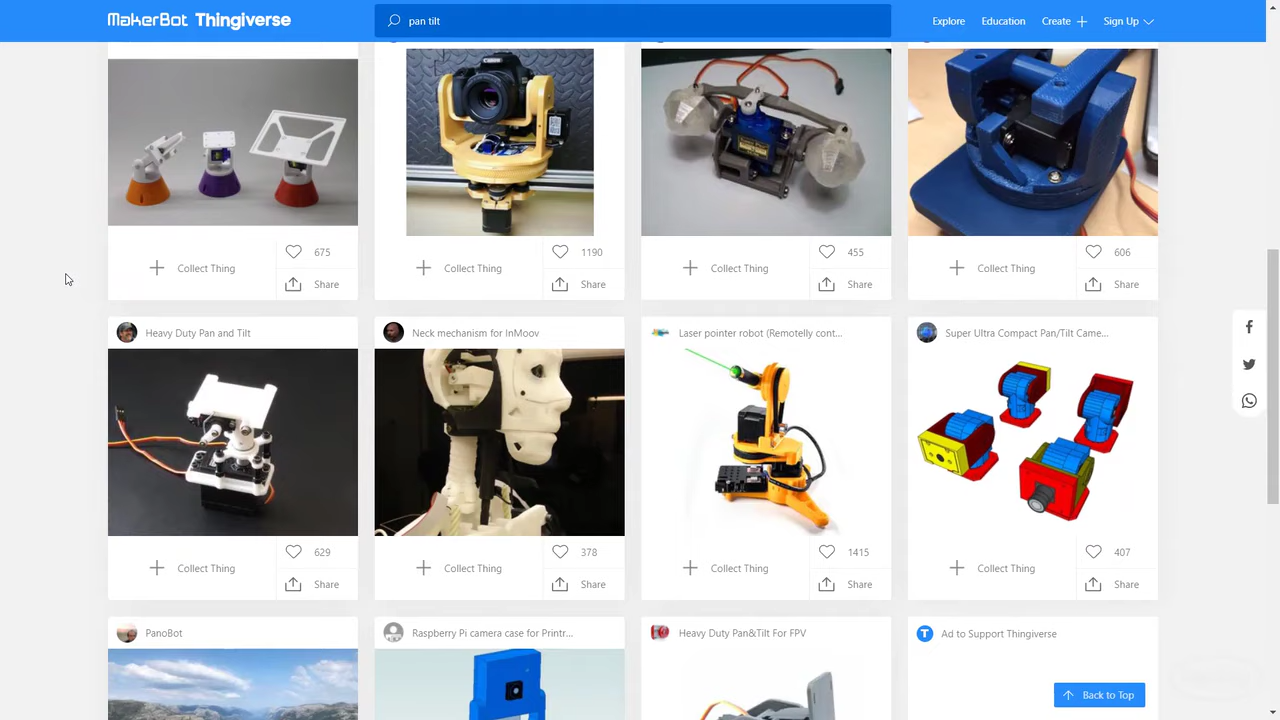 MakerBot Thingiverse
pan tilt
Explore
Education
Create
Sign Up
Collect Thing
675
Share
Collect Thing
1190
Share
Collect Thing
455
Share
Collect Thing
606
Share
Heavy Duty Pan and Tilt
Neck mechanism for InMoov
Laser pointer robot (Remotelly cont...
Super Ultra Compact Pan/Tilt Came...
Collect Thing
629
Share
Collect Thing
378
Share
Collect Thing
1415
Share
Collect Thing
407
Share
PanoBot
Raspberry Pi camera case for Printr...
Heavy Duty Pan&Tilt For FPV
Ad to Support Thingiverse
Back to Top